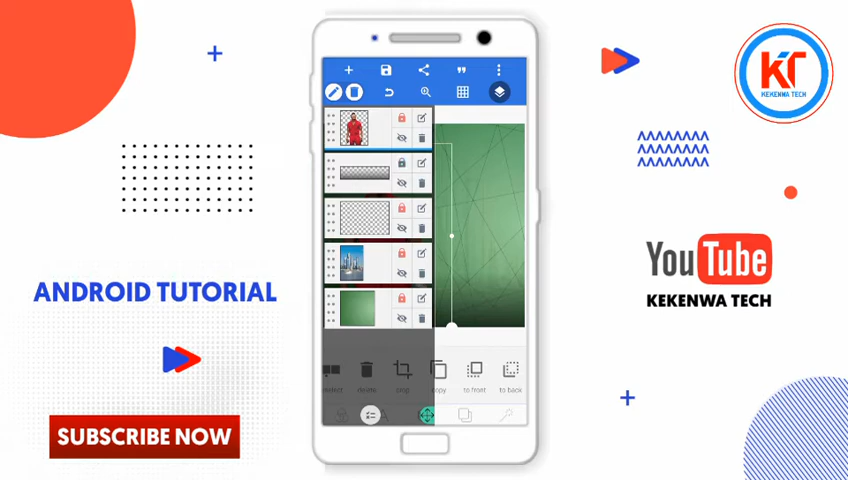 KT
KEKENWA TECH
delete
crop
copy
to front
to back
ANDROID TUTORIAL
SUBSCRIBE NOW
YouTube
KEKENWA TECH